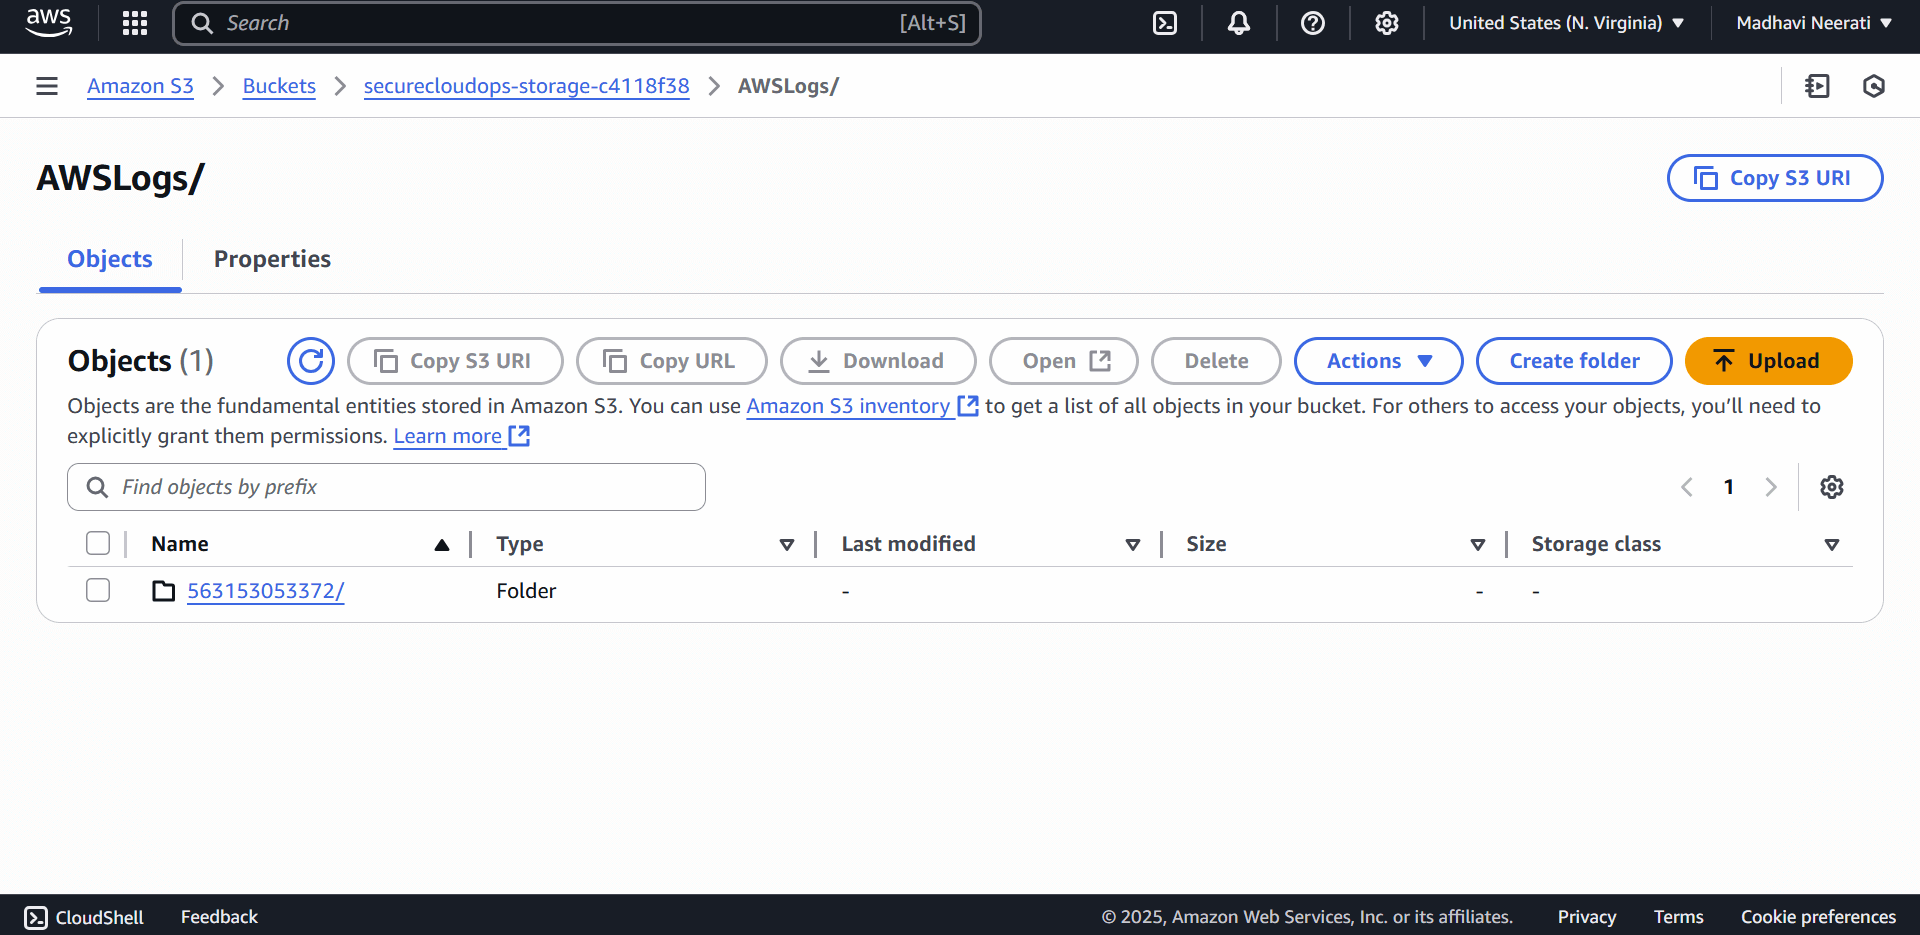 aws
Search [Alt+S]
United States (N. Virginia)
Madhavi Neerati
Amazon S3 > Buckets > securecloudops-storage-c4118f38 > AWSLogs/
AWSLogs/
Copy S3 URI
Objects
Properties
Objects (1)
Copy S3 URI
Copy URL
Download
Open
Delete
Actions
Create folder
Upload
Objects are the fundamental entities stored in Amazon S3. You can use Amazon S3 inventory to get a list of all objects in your bucket. For others to access your objects, you’ll need to
explicitly grant them permissions. Learn more
Find objects by prefix
1
Name Type Last modified Size Storage class
563153053372/ Folder - - -
CloudShell Feedback © 2025, Amazon Web Services, Inc. or its affiliates. Privacy Terms Cookie preferences